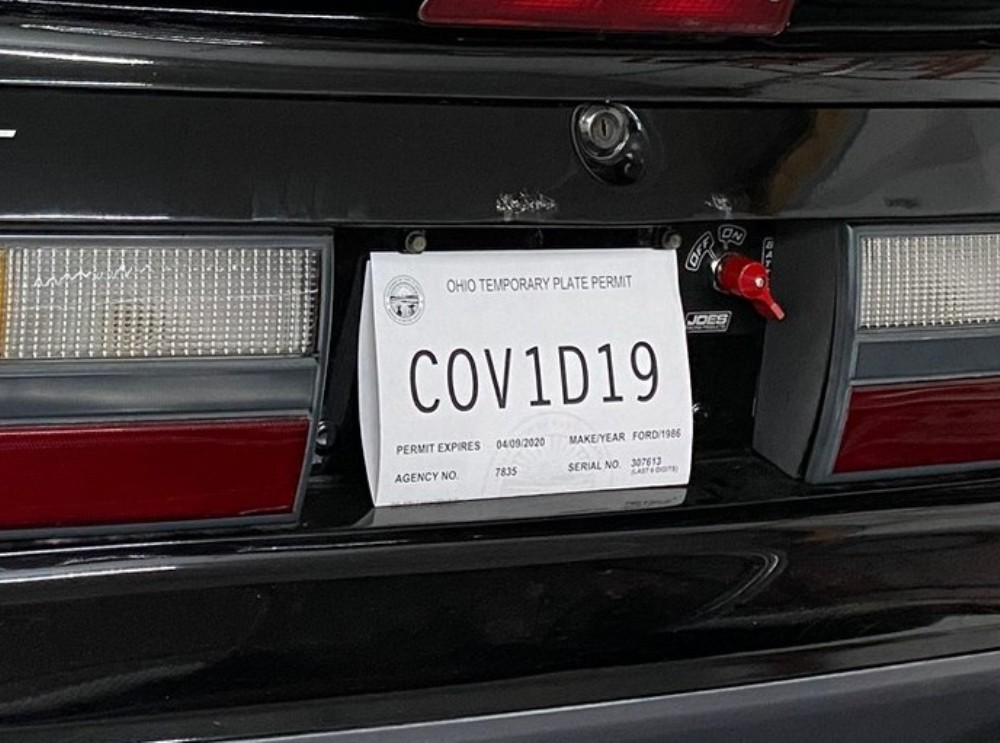 OHIO TEMPORARY PLATE PERMIT
OFF ON
JOES
COV1D19
PERMIT EXPIRES 04/09/2020 MAKE/YEAR FORD/1986
AGENCY NO. 7835 SERIAL NO. 307613
(LAST 6 DIGITS)